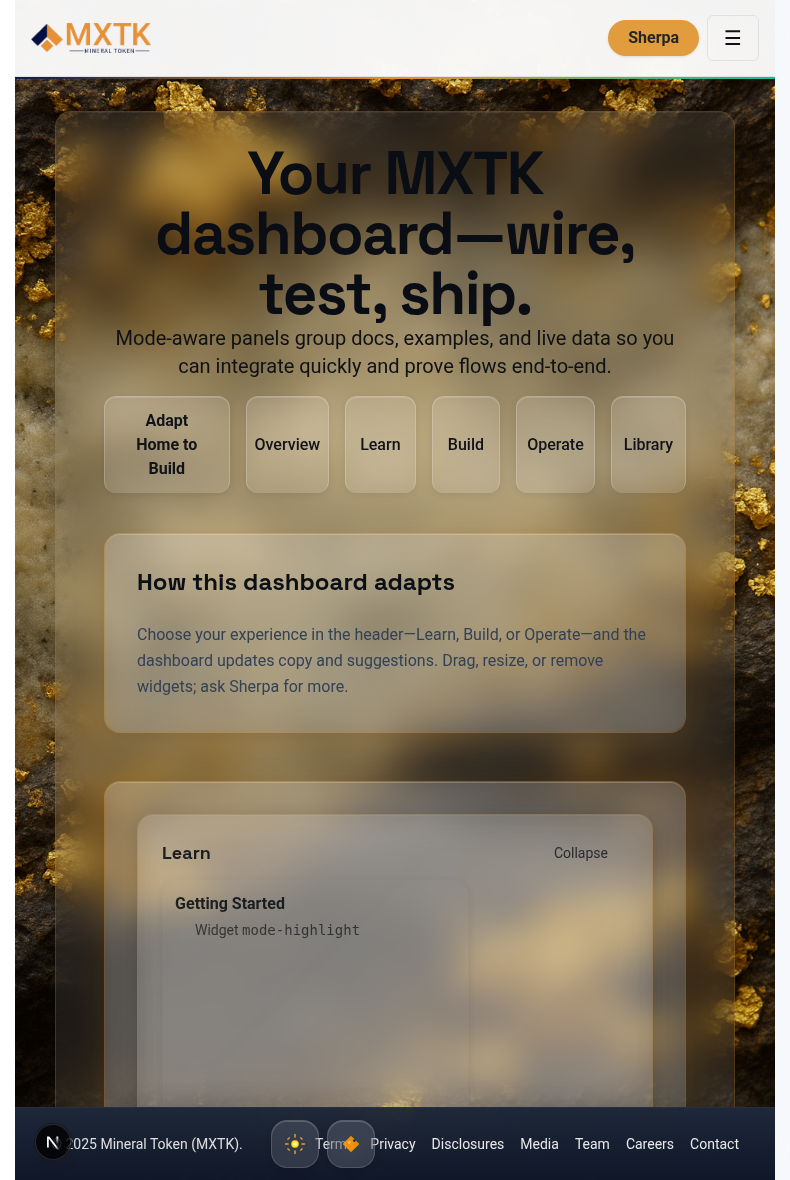 MXTK
MINERAL TOKEN
Sherpa
Your MXTK
dashboard—wire,
test, ship.
Mode-aware panels group docs, examples, and live data so you
can integrate quickly and prove flows end-to-end.
Adapt
Home to
Build
Overview
Learn
Build
Operate
Library
How this dashboard adapts
Choose your experience in the header—Learn, Build, or Operate—and the
dashboard updates copy and suggestions. Drag, resize, or remove
widgets; ask Sherpa for more.
Learn
Collapse
Getting Started
Widget mode-highlight
N
2025 Mineral Token (MXTK).
Privacy
Disclosures
Media
Team
Careers
Contact